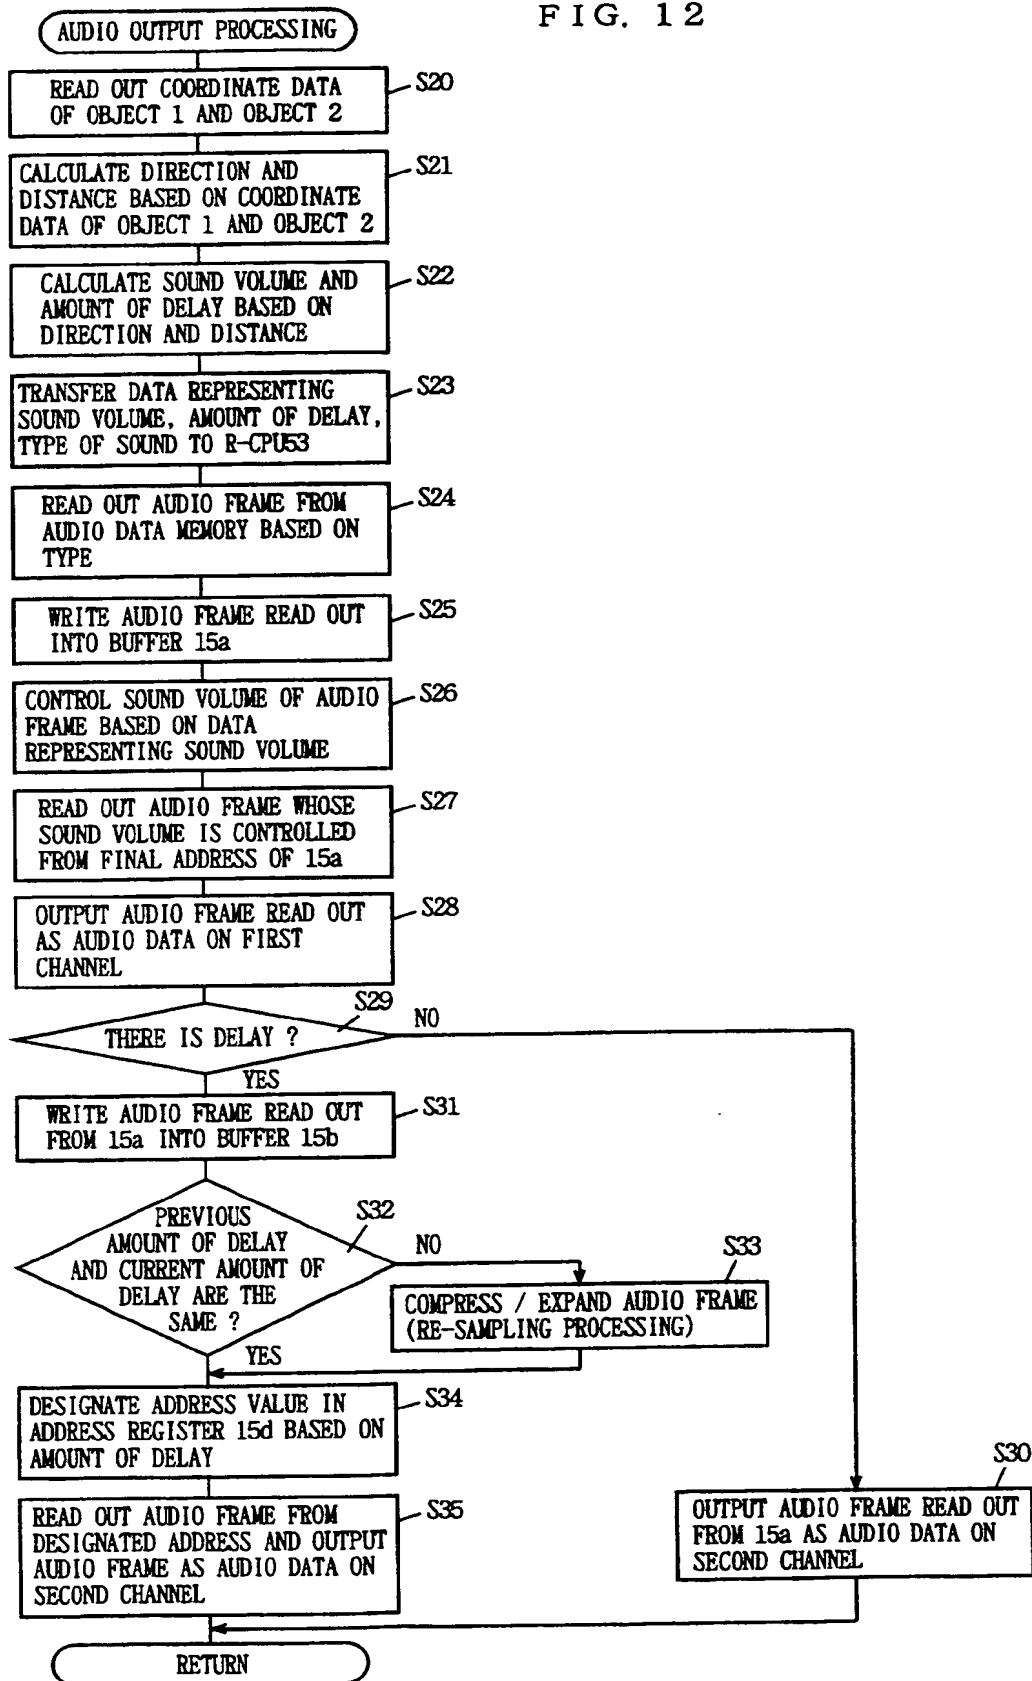 FIG. 12
AUDIO OUTPUT PROCESSING
S20
READ OUT COORDINATE DATA
OF OBJECT 1 AND OBJECT 2
S21
CALCULATE DIRECTION AND
DISTANCE BASED ON COORDINATE
DATA OF OBJECT 1 AND OBJECT 2
S22
CALCULATE SOUND VOLUME AND
AMOUNT OF DELAY BASED ON
DIRECTION AND DISTANCE
S23
TRANSFER DATA REPRESENTING
SOUND VOLUME, AMOUNT OF DELAY,
TYPE OF SOUND TO R-CPU53
S24
READ OUT AUDIO FRAME FROM
AUDIO DATA MEMORY BASED ON
TYPE
S25
WRITE AUDIO FRAME READ OUT
INTO BUFFER 15a
S26
CONTROL SOUND VOLUME OF AUDIO
FRAME BASED ON DATA
REPRESENTING SOUND VOLUME
S27
READ OUT AUDIO FRAME WHOSE
SOUND VOLUME IS CONTROLLED
FROM FINAL ADDRESS OF 15a
S28
OUTPUT AUDIO FRAME READ OUT
AS AUDIO DATA ON FIRST
CHANNEL
S29
THERE IS DELAY ?
NO
YES
S31
WRITE AUDIO FRAME READ OUT
FROM 15a INTO BUFFER 15b
S32
PREVIOUS
AMOUNT OF DELAY
AND CURRENT AMOUNT OF
DELAY ARE THE
SAME ?
NO
YES
S33
COMPRESS / EXPAND AUDIO FRAME
(RE-SAMPLING PROCESSING)
S34
DESIGNATE ADDRESS VALUE IN
ADDRESS REGISTER 15d BASED ON
AMOUNT OF DELAY
S35
READ OUT AUDIO FRAME FROM
DESIGNATED ADDRESS AND OUTPUT
AUDIO FRAME AS AUDIO DATA ON
SECOND CHANNEL
S30
OUTPUT AUDIO FRAME READ OUT
FROM 15a AS AUDIO DATA ON
SECOND CHANNEL
RETURN